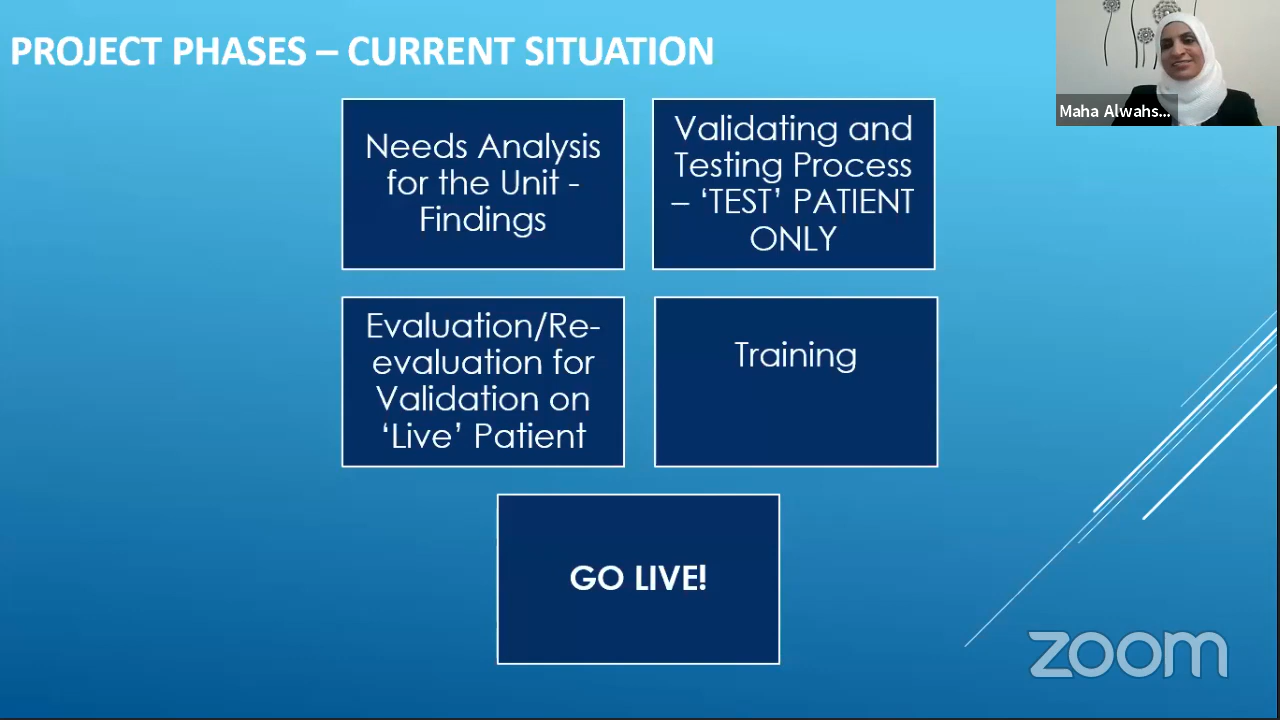 PROJECT PHASES – CURRENT SITUATION
Maha Alwahs...
Needs Analysis
for the Unit -
Findings
Validating and
Testing Process
– ‘TEST’ PATIENT
ONLY
Evaluation/Re-
evaluation for
Validation on
‘Live’ Patient
Training
GO LIVE!
zoom